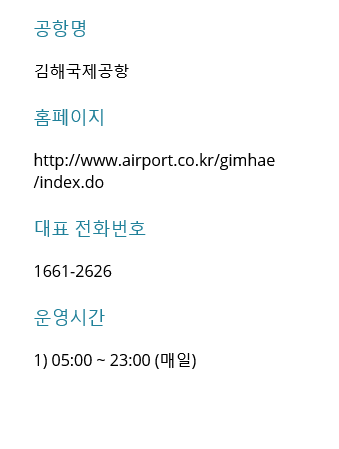 공항명
김해국제공항
홈페이지
http://www.airport.co.kr/gimhae
/index.do
대표 전화번호
1661-2626
운영시간
1) 05:00 ~ 23:00 (매일)